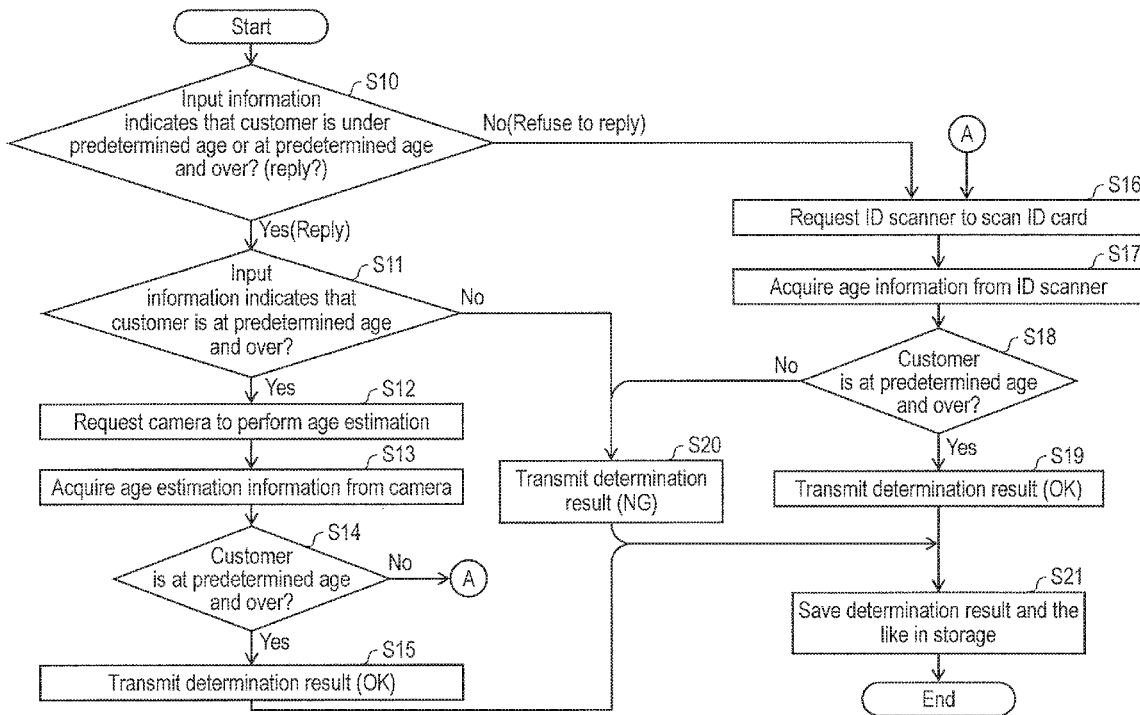 Start
S10
Input information
indicates that customer is under
predetermined age or at predetermined age
and over? (reply?)
No(Refuse to reply)
Yes(Reply)
S11
Input
information indicates that
customer is at predetermined age
and over?
No
Yes
S12
Request camera to perform age estimation
S13
Acquire age estimation information from camera
S14
Customer
is at predetermined age
and over?
No
A
Yes
S15
Transmit determination result (OK)
A
S16
Request ID scanner to scan ID card
S17
Acquire age information from ID scanner
S18
Customer
is at predetermined age
and over?
No
Yes
S20
Transmit determination
result (NG)
S19
Transmit determination result (OK)
S21
Save determination result and the
like in storage
End